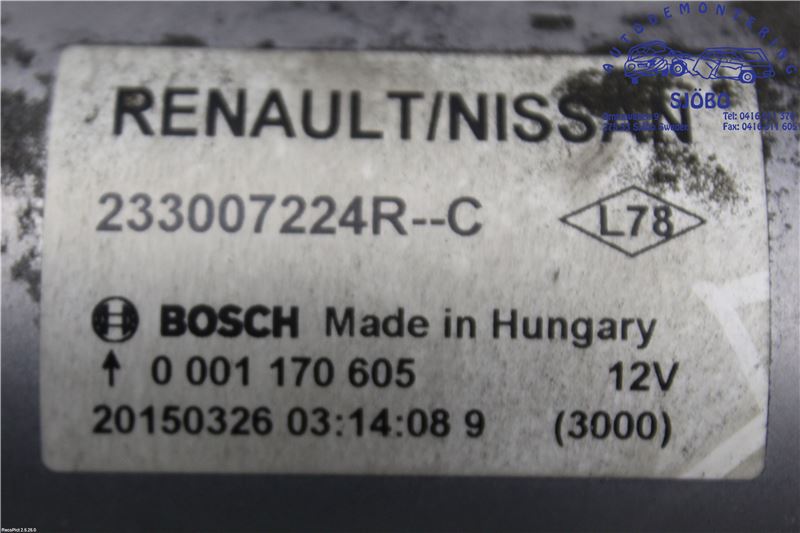 AUTODEMONTERING
SJÖBO
RENAULT/NISSAN
233007224R--C
L78
BOSCH Made in Hungary
0 001 170 605 12V
20150326 03:14:08 9 (3000)